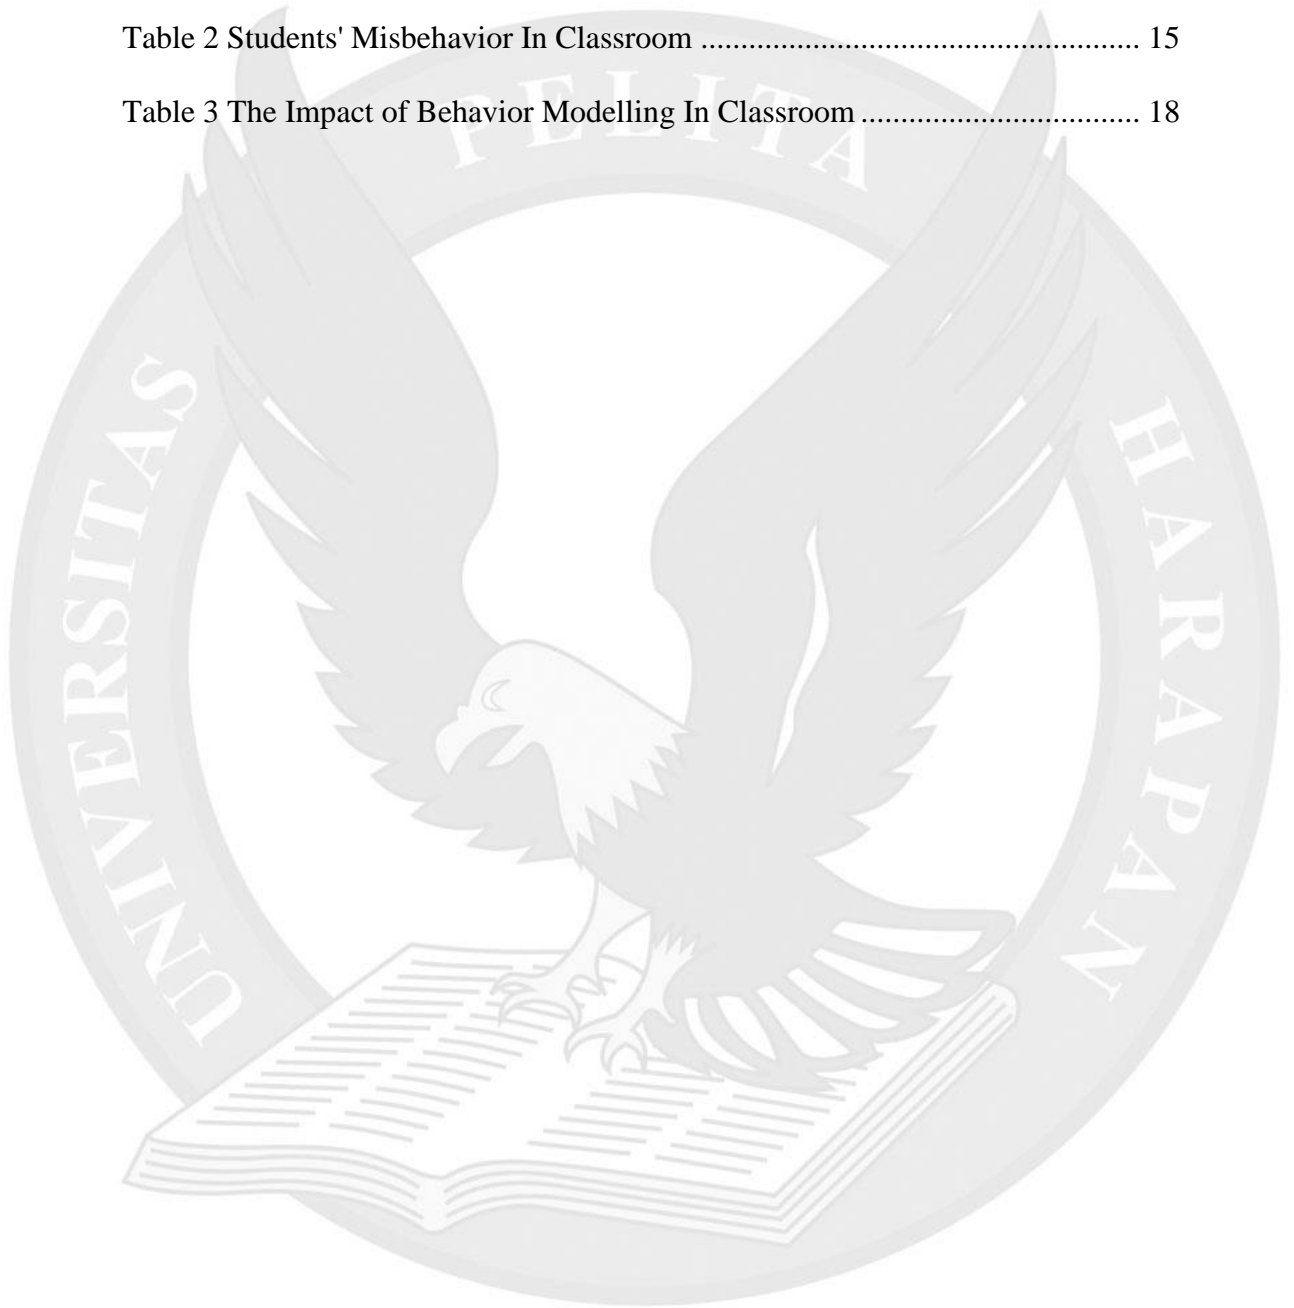 Table 2 Students' Misbehavior In Classroom ....................................................... 15
Table 3 The Impact of Behavior Modelling In Classroom ................................... 18
UNIVERSITAS PELITA HARAPAN